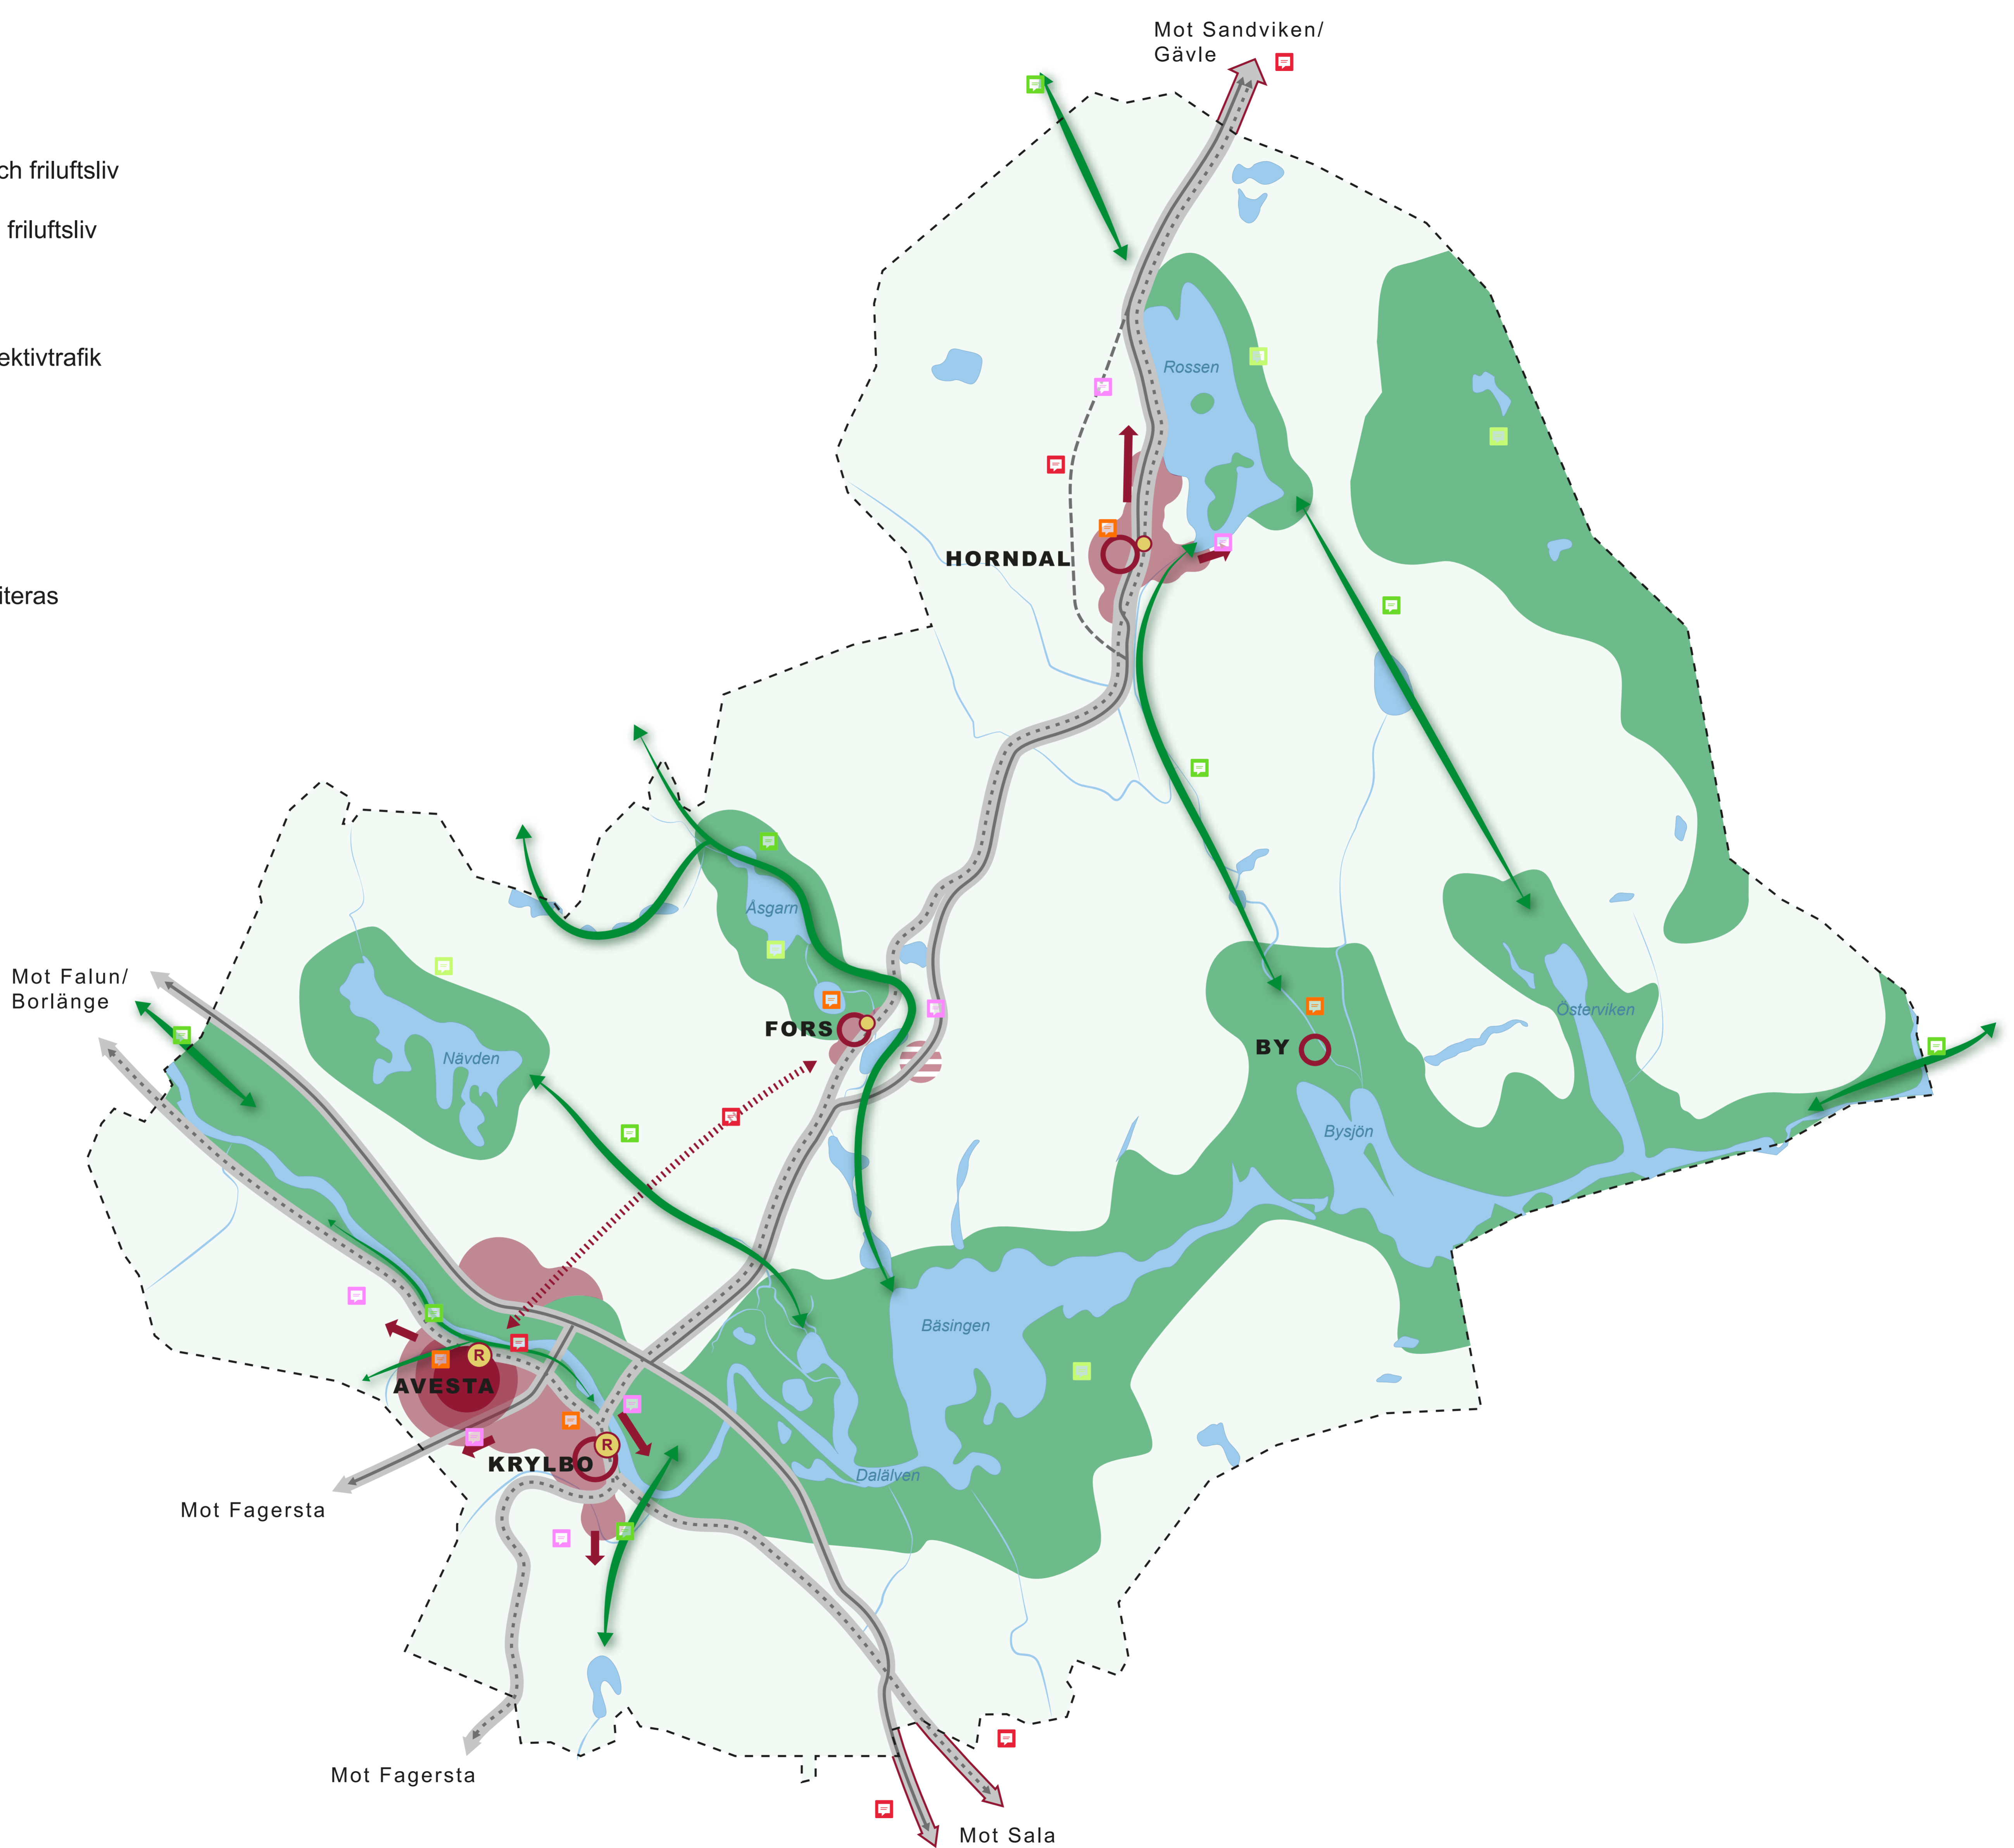 Mot Sandviken/
Gävle
ch friluftsliv
friluftsliv
ektivtrafik
Rossen
HORNDAL
iteras
Åsgarn
Mot Falun/
Borlänge
FORS
Nävden
BY
Österviken
Bysjön
Bäsingen
R
AVESTA
R
KRYLBO
Dalälven
Mot Fagersta
Mot Fagersta
Mot Sala